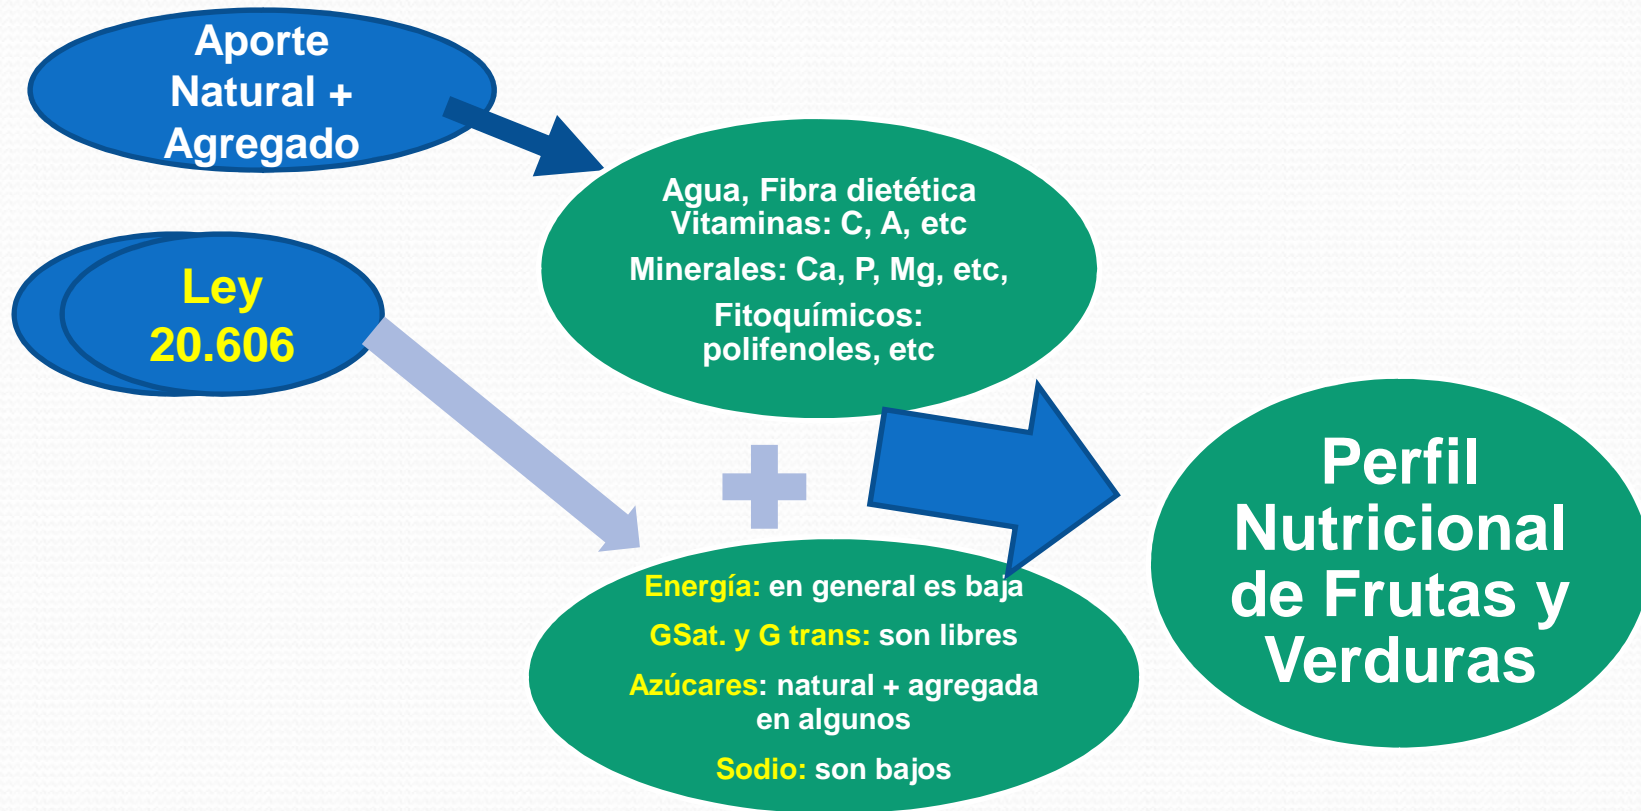 Aporte
Natural +
Agregado
Agua, Fibra dietética
Vitaminas: C, A, etc
Minerales: Ca, P, Mg, etc,
Fitoquímicos:
polifenoles, etc
Ley
20.606
Energía: en general es baja
GSat. y G trans: son libres
Azúcares: natural + agregada
en algunos
Sodio: son bajos
Perfil
Nutricional
de Frutas y
Verduras